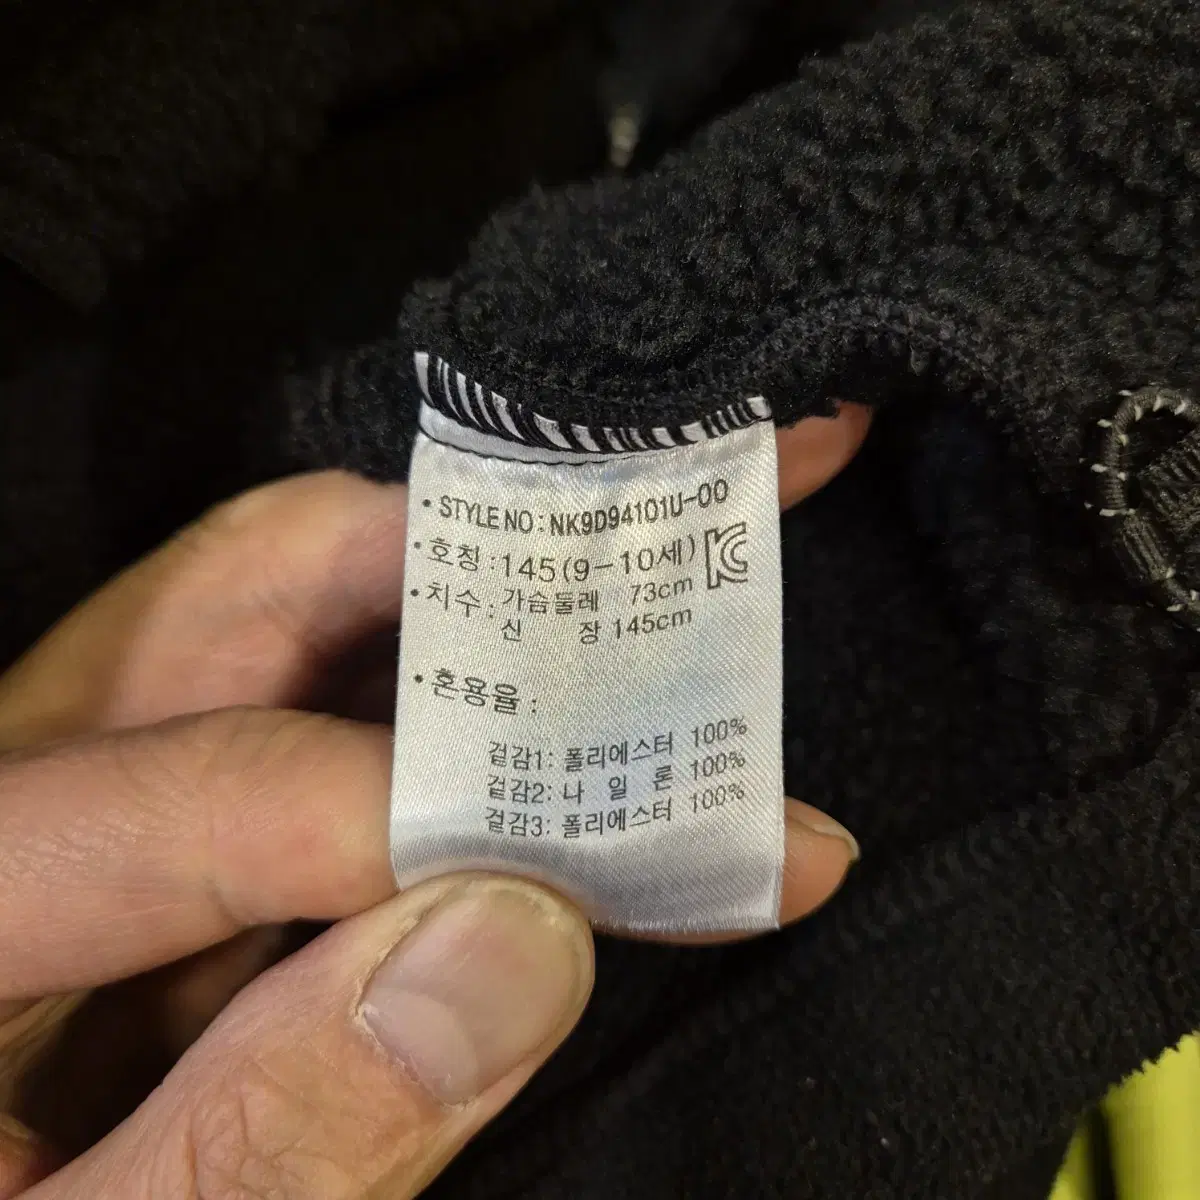 • STYLE NO : NK9D94101U-00
• 호칭 : 145(9-10세)
• 치수 : 가슴둘레 73cm
신 장 145cm
• 혼용율 :
겉감1: 폴리에스터 100%
겉감2: 나 일 론 100%
겉감3: 폴리에스터 100%